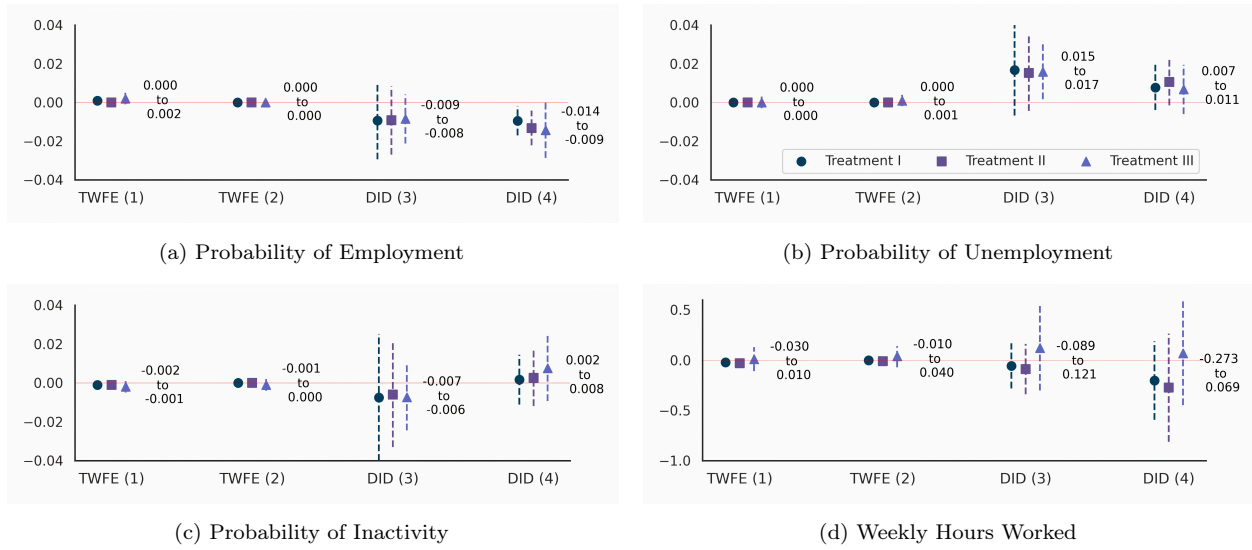 0.04
0.02
0.00
−0.02
−0.04
0.000
to
0.002
0.000
to
0.000
-0.009
to
-0.008
-0.014
to
-0.009
TWFE (1) TWFE (2) DID (3) DID (4)
(a) Probability of Employment
0.04
0.02
0.00
−0.02
−0.04
0.000
to
0.000
0.000
to
0.001
0.015
to
0.017
0.007
to
0.011
Treatment I Treatment II Treatment III
TWFE (1) TWFE (2) DID (3) DID (4)
(b) Probability of Unemployment
0.04
0.02
0.00
−0.02
−0.04
-0.002
to
-0.001
-0.001
to
0.000
-0.007
to
-0.006
0.002
to
0.008
TWFE (1) TWFE (2) DID (3) DID (4)
(c) Probability of Inactivity
0.5
0.0
−0.5
−1.0
-0.030
to
0.010
-0.010
to
0.040
-0.089
to
0.121
-0.273
to
0.069
TWFE (1) TWFE (2) DID (3) DID (4)
(d) Weekly Hours Worked